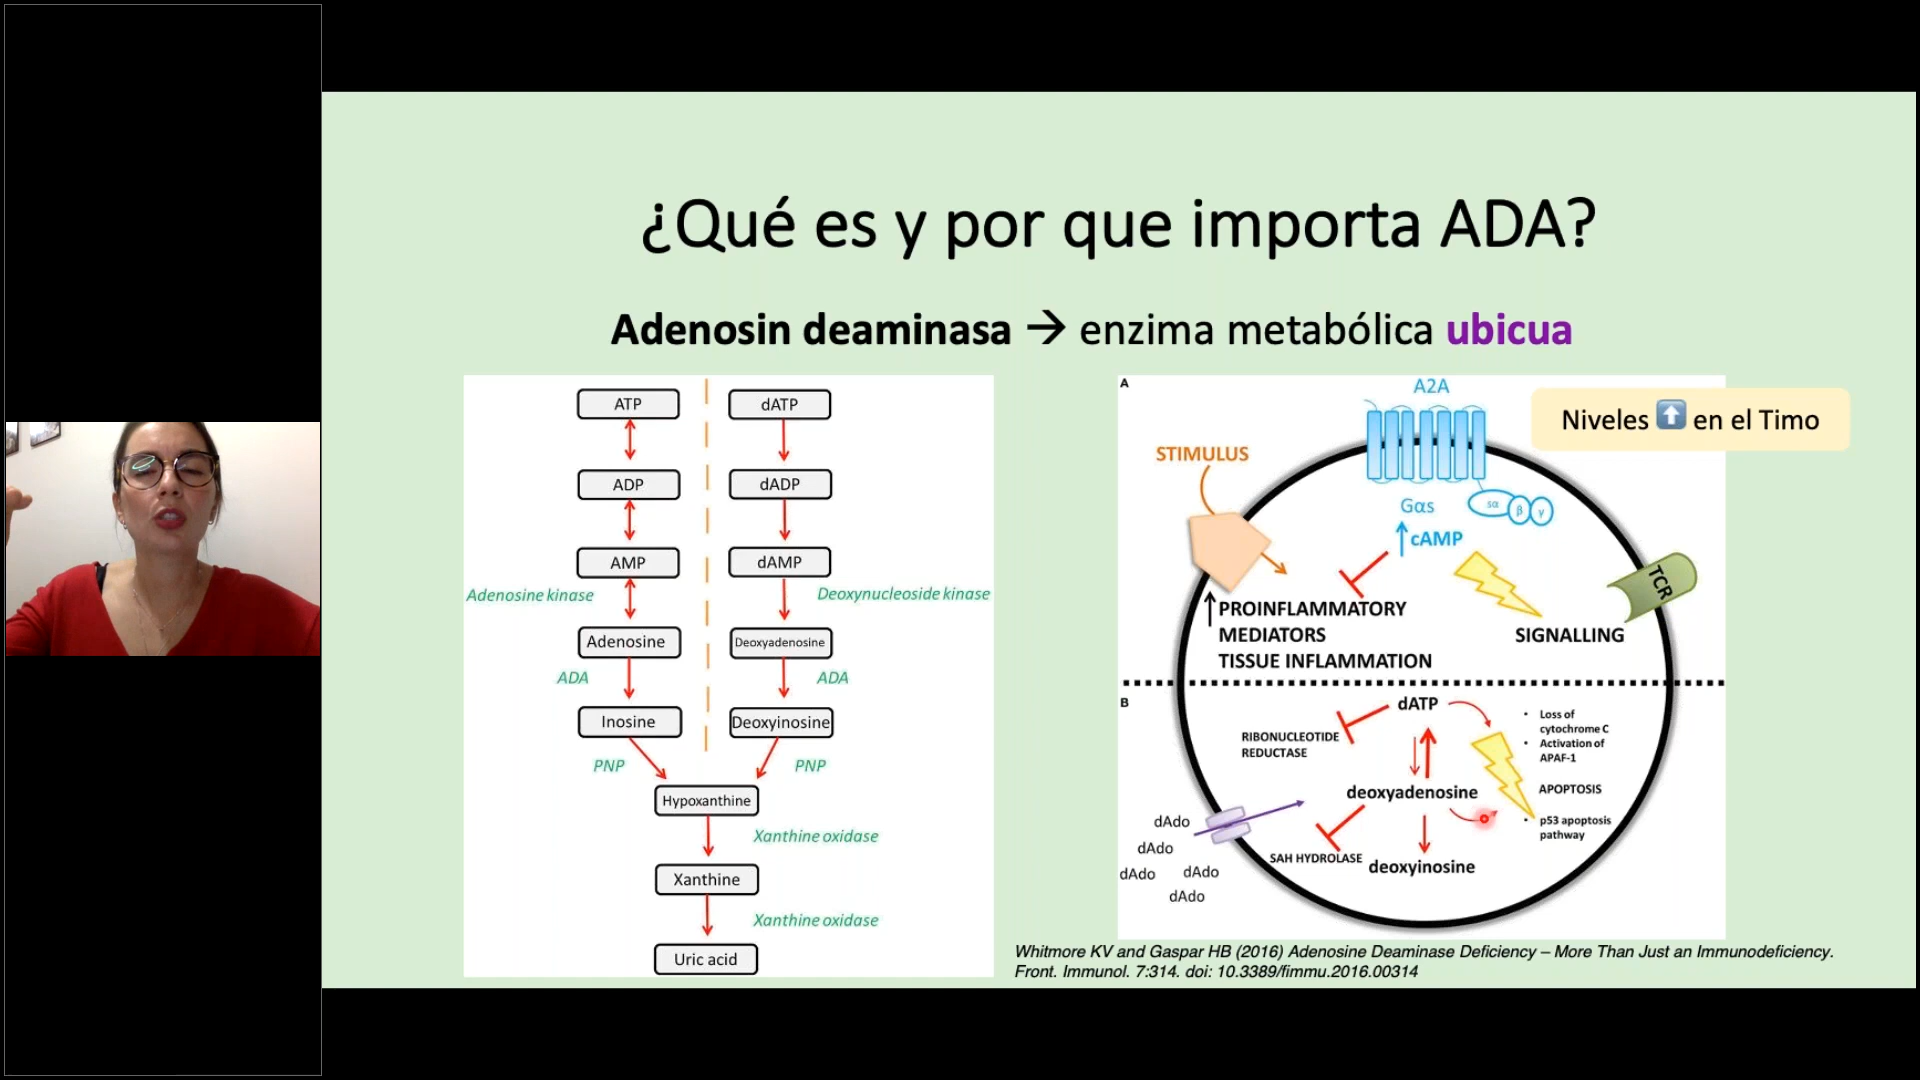 ¿Qué es y por que importa ADA?
Adenosin deaminasa → enzima metabólica ubicua
ATP
dATP
ADP
dADP
AMP
dAMP
Adenosine kinase
Deoxynucleoside kinase
Adenosine
Deoxyadenosine
ADA
ADA
Inosine
Deoxyinosine
PNP
PNP
Hypoxanthine
Xanthine oxidase
Xanthine
Xanthine oxidase
Uric acid
A
A2A
Niveles ⬆ en el Timo
STIMULUS
Gαs
sα
β
γ
cAMP
TCR
PROINFLAMMATORY
MEDIATORS
TISSUE INFLAMMATION
SIGNALLING
B
dATP
RIBONUCLEOTIDE
REDUCTASE
• Loss of
cytochrome C
• Activation of
APAF-1
APOPTOSIS
• p53 apoptosis
pathway
deoxyadenosine
dAdo
dAdo
dAdo
dAdo
dAdo
SAH HYDROLASE
deoxyinosine
Whitmore KV and Gaspar HB (2016) Adenosine Deaminase Deficiency – More Than Just an Immunodeficiency.
Front. Immunol. 7:314. doi: 10.3389/fimmu.2016.00314